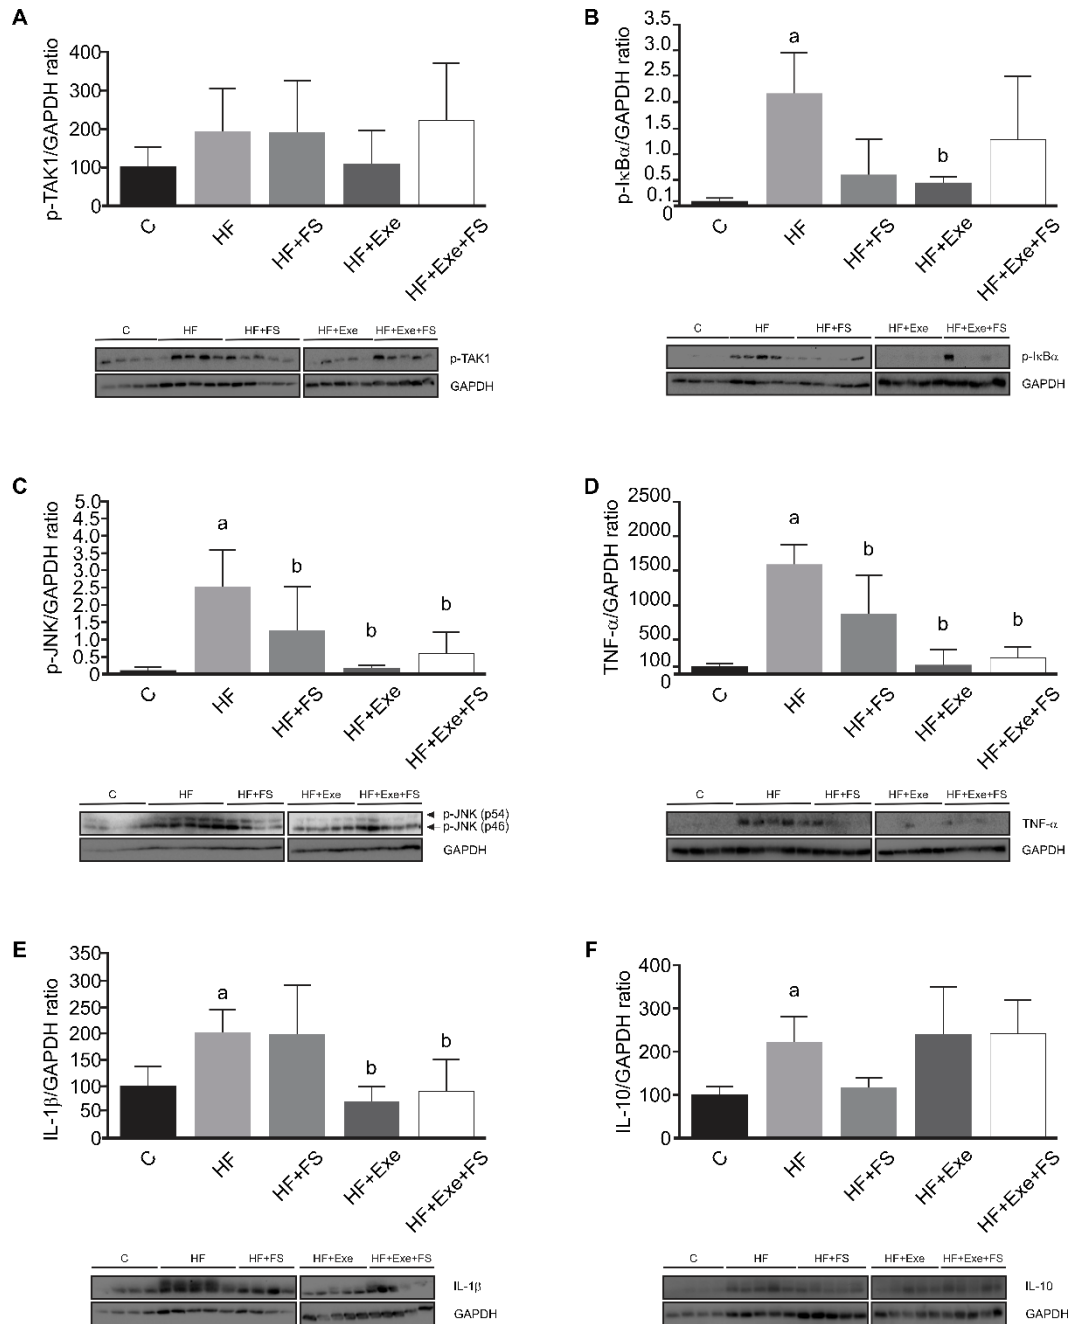 A
p-TAK1/GAPDH ratio
400
300
200
100
0
C
HF
HF+FS
HF+Exe
HF+Exe+FS
C HF HF+FS HF+Exe HF+Exe+FS
p-TAK1
GAPDH
B
p-IκBα/GAPDH ratio
3.5
3.0
2.5
2.0
1.5
1.0
0.1
0
a
b
C
HF
HF+FS
HF+Exe
HF+Exe+FS
C HF HF+FS HF+Exe HF+Exe+FS
p-IκBα
GAPDH
C
p-JNK/GAPDH ratio
5.0
4.5
4.0
3.5
3.0
2.5
2.0
1.5
1.0
0.5
0
a
b
b
b
C
HF
HF+FS
HF+Exe
HF+Exe+FS
C HF HF+FS HF+Exe HF+Exe+FS
p-JNK (p54)
p-JNK (p46)
GAPDH
D
TNF-α/GAPDH ratio
2500
2000
1500
1000
500
100
0
a
b
b
b
C
HF
HF+FS
HF+Exe
HF+Exe+FS
C HF HF+FS HF+Exe HF+Exe+FS
TNF-α
GAPDH
E
IL-1β/GAPDH ratio
350
300
250
200
150
100
50
0
a
b
b
C
HF
HF+FS
HF+Exe
HF+Exe+FS
C HF HF+FS HF+Exe HF+Exe+FS
IL-1β
GAPDH
F
IL-10/GAPDH ratio
400
300
200
100
0
a
C
HF
HF+FS
HF+Exe
HF+Exe+FS
C HF HF+FS HF+Exe HF+Exe+FS
IL-10
GAPDH